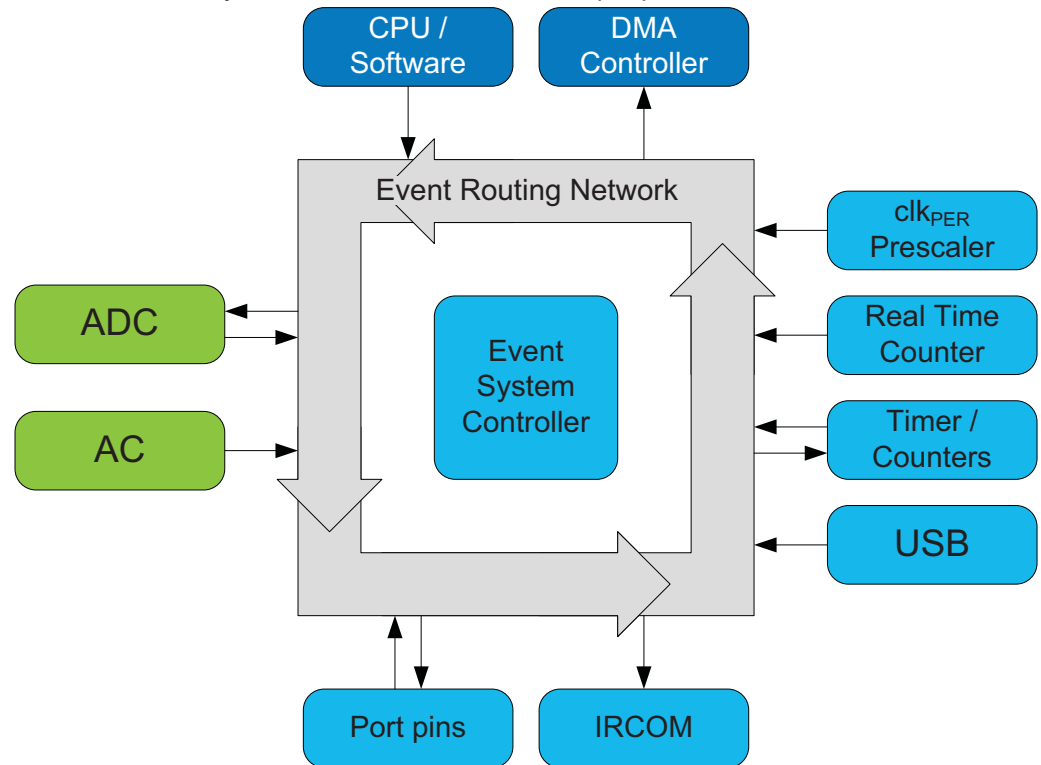 CPU /
Software
DMA
Controller
Event Routing Network
clkPER
Prescaler
ADC
Real Time
Counter
Event
System
Controller
AC
Timer /
Counters
USB
Port pins
IRCOM